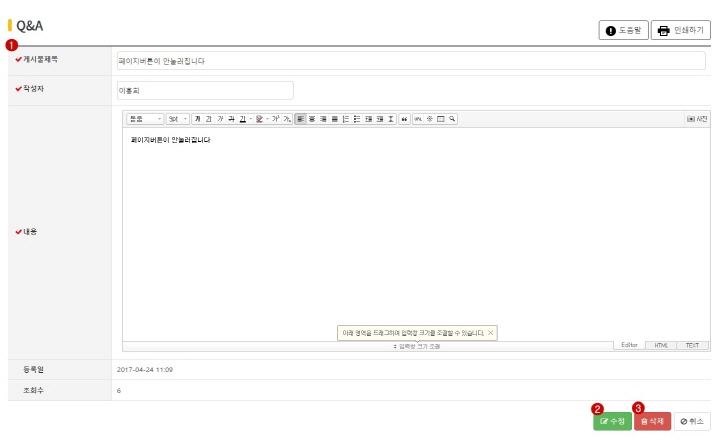 Q&A
도움말 인쇄하기
1
게시물제목 페이지버튼이 안눌러집니다
작성자 이홍희
돋움 9pt 가 가 가 가 가 가 가 URL 사진
페이지버튼이 안눌러집니다
내용
아래 영역을 드래그하여 입력창 크기를 조절할 수 있습니다. ×
입력창 크기 조절 Editor HTML TEXT
등록일 2017-04-24 11:09
조회수 6
2 3
수정 삭제 취소